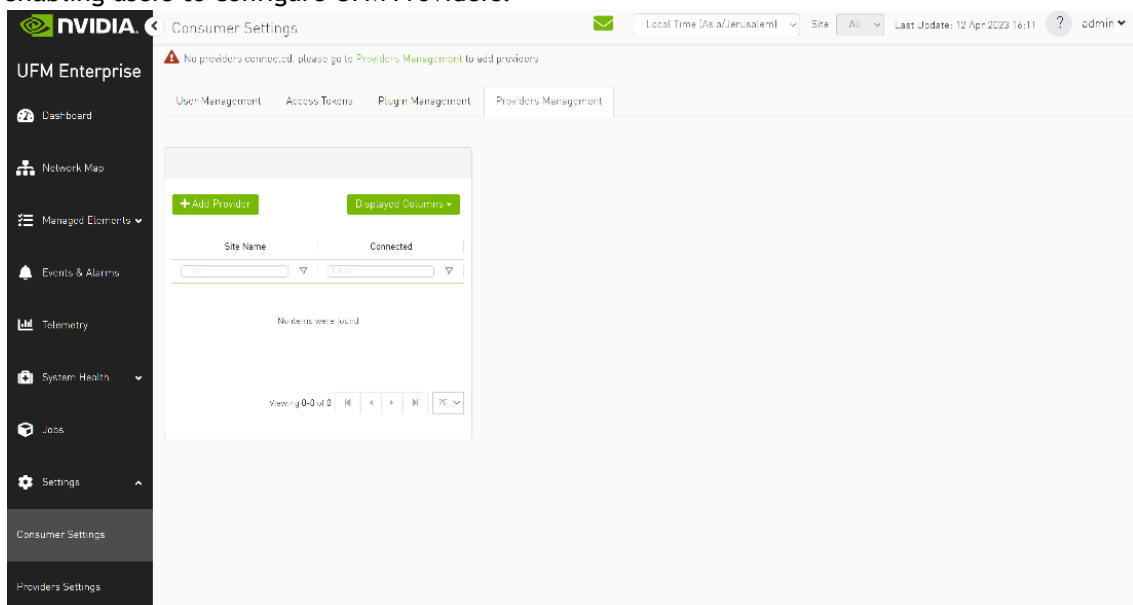 enabling users to configure UFM Providers.
NVIDIA.
Consumer Settings
Local Time (Asia/Jerusalem)
Site
All
Last Update: 12 Apr 2023 16:11
?
admin
UFM Enterprise
No providers connected, please go to Providers Management to add providers
User Management
Access Tokens
Plugin Management
Providers Management
Dashboard
Network Map
Managed Elements
Events & Alarms
Telemetry
System Health
Jobs
Settings
Consumer Settings
Providers Settings
+ Add Provider
Displayed Columns
Site Name
Connected
Filter...
Filter...
No items were found
Viewing 0-0 of 0
20